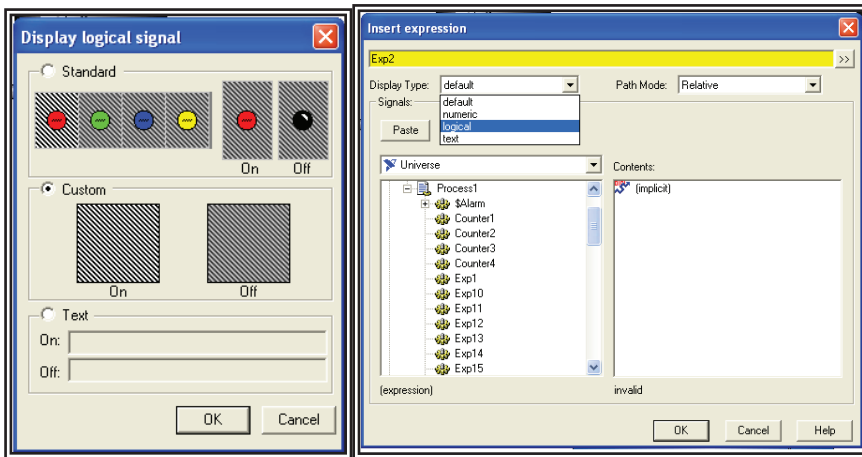 Display logical signal
Standard
On Off
Custom
On Off
Text
On:
Off:
OK Cancel
Insert expression
Exp2 >>
Display Type: default Path Mode: Relative
default
numeric
logical
text
Signals:
Paste
Universe Contents:
Process1 (implicit)
$Alarm
Counter1
Counter2
Counter3
Counter4
Exp1
Exp10
Exp11
Exp12
Exp13
Exp14
Exp15
(expression) invalid
OK Cancel Help